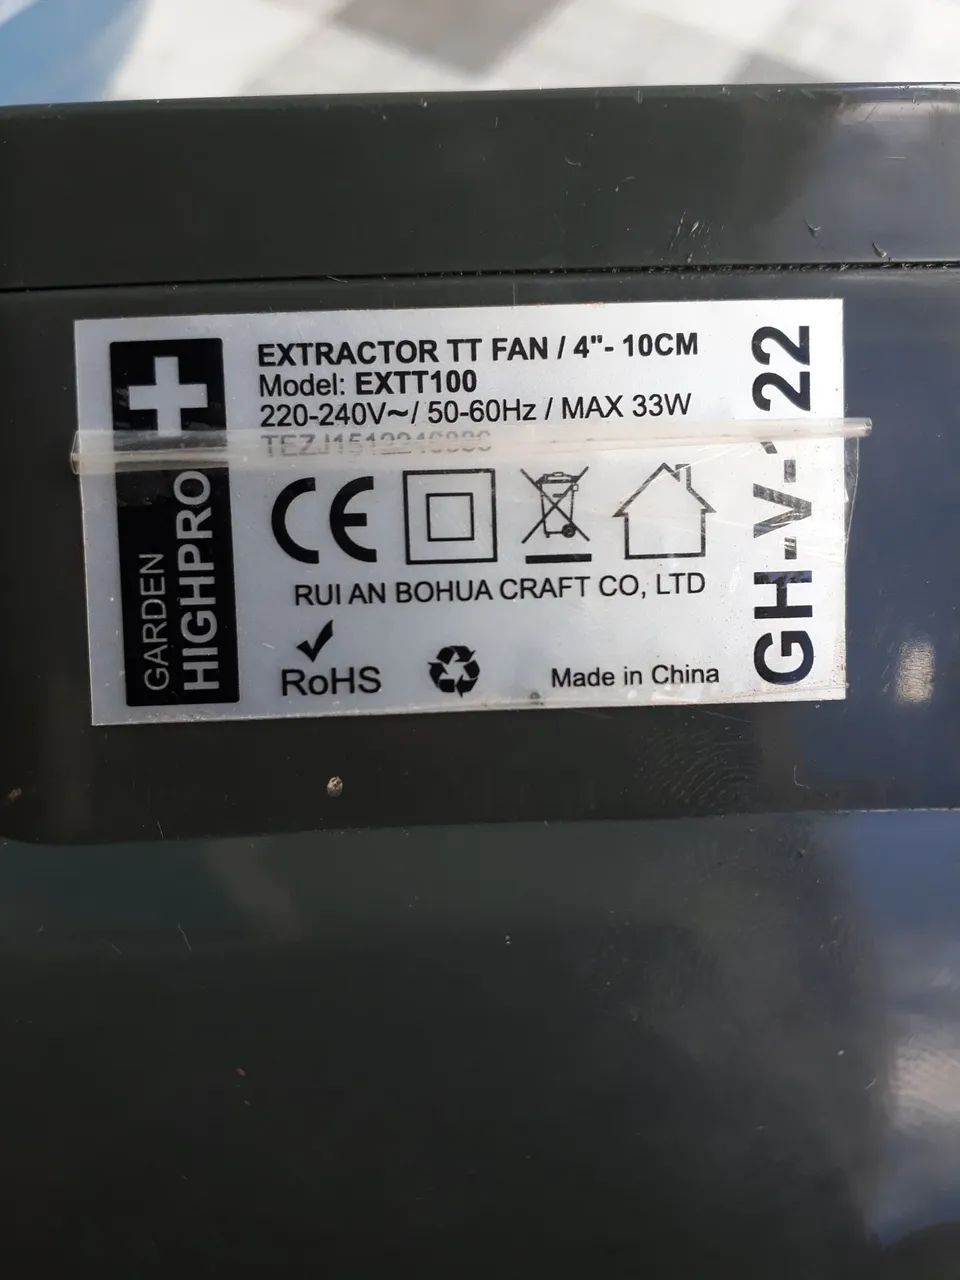 EXTRACTOR TT FAN / 4"- 10CM
Model: EXTT100
220-240V~/ 50-60Hz / MAX 33W
CE
RUI AN BOHUA CRAFT CO, LTD
RoHS
Made in China
GARDEN
HIGHPRO